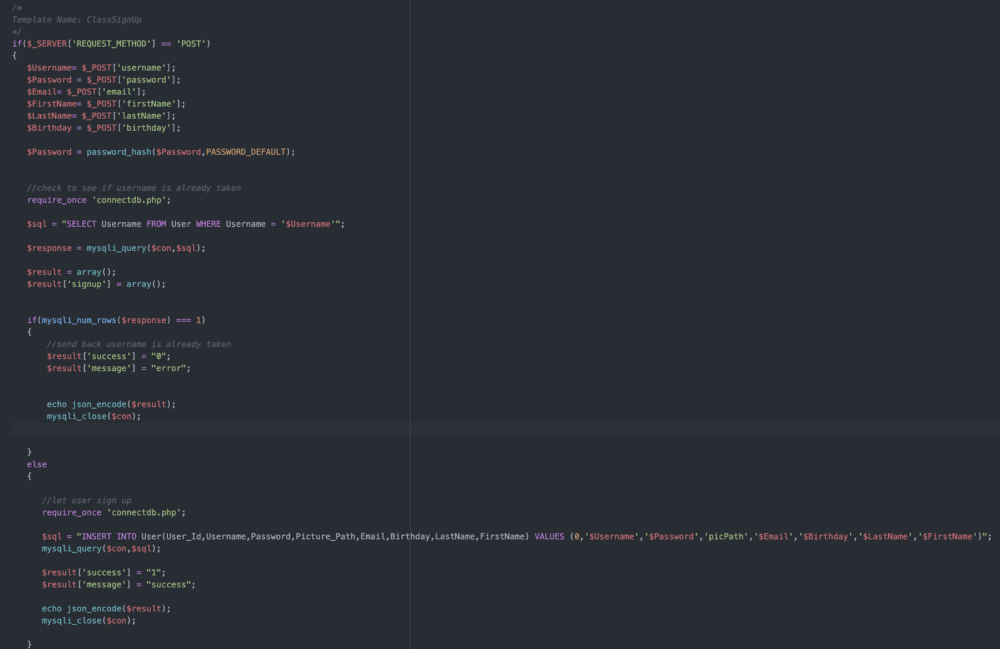 /*
Template Name: ClassSignUp
*/
if($_SERVER['REQUEST_METHOD'] == 'POST')
{
$Username= $_POST['username'];
$Password = $_POST['password'];
$Email= $_POST['email'];
$FirstName= $_POST['firstName'];
$LastName= $_POST['lastName'];
$Birthday = $_POST['birthday'];
$Password = password_hash($Password,PASSWORD_DEFAULT);
//check to see if username is already taken
require_once 'connectdb.php';
$sql = "SELECT Username FROM User WHERE Username = '$Username'";
$response = mysqli_query($con,$sql);
$result = array();
$result['signup'] = array();
if(mysqli_num_rows($response) === 1)
{
//send back username is already taken
$result['success'] = "0";
$result['message'] = "error";
echo json_encode($result);
mysqli_close($con);
}
else
{
//let user sign up
require_once 'connectdb.php';
$sql = "INSERT INTO User(User_Id,Username,Password,Picture_Path,Email,Birthday,LastName,FirstName) VALUES (0,'$Username','$Password','picPath','$Email','$Birthday','$LastName','$FirstName')";
mysqli_query($con,$sql);
$result['success'] = "1";
$result['message'] = "success";
echo json_encode($result);
mysqli_close($con);
}